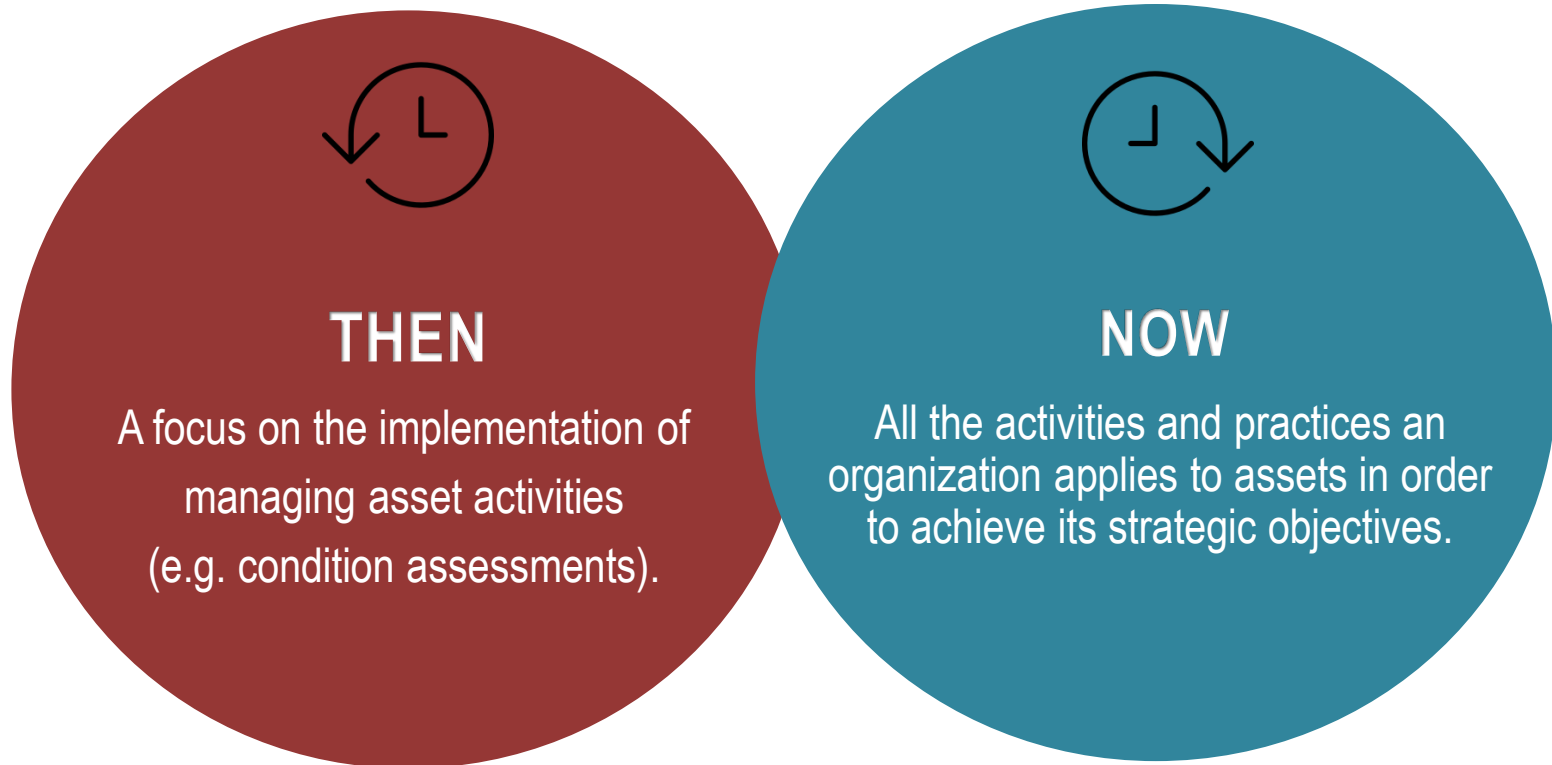 THEN
A focus on the implementation of
managing asset activities
(e.g. condition assessments).
NOW
All the activities and practices an
organization applies to assets in order
to achieve its strategic objectives.